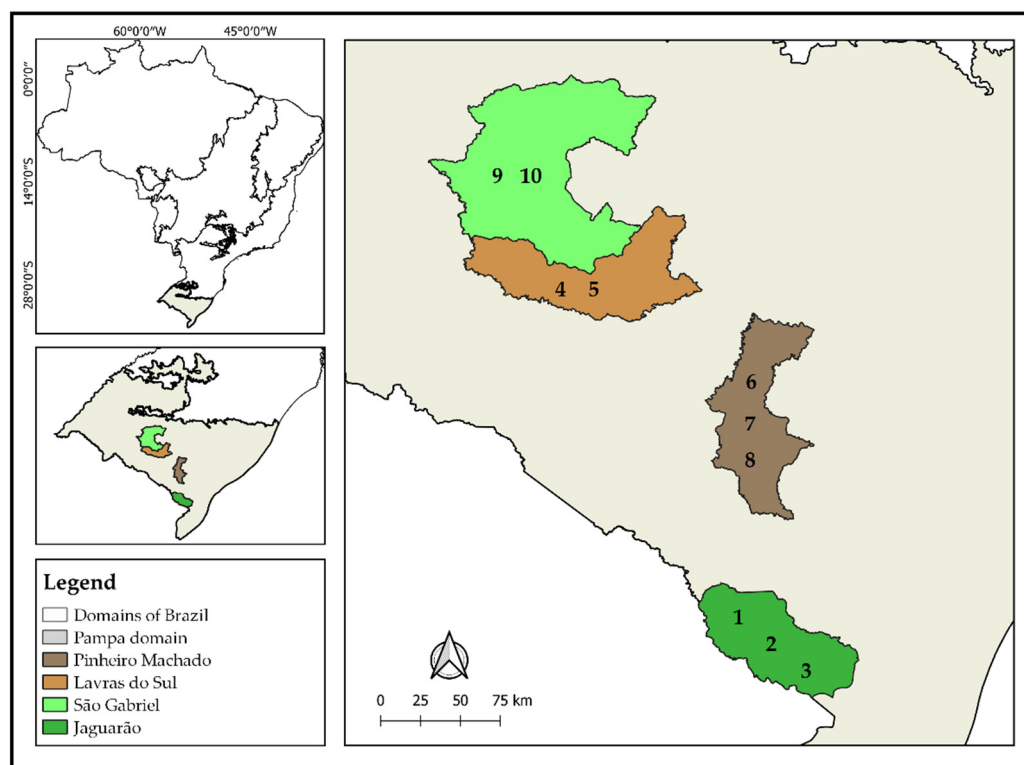 60°0'0"W 45°0'0"W
0°0'0"
14°0'0"S
28°0'0"S
9 10
4 5
6
7
8
1
2
3
Legend
Domains of Brazil
Pampa domain
Pinheiro Machado
Lavras do Sul
São Gabriel
Jaguarão
0 25 50 75 km